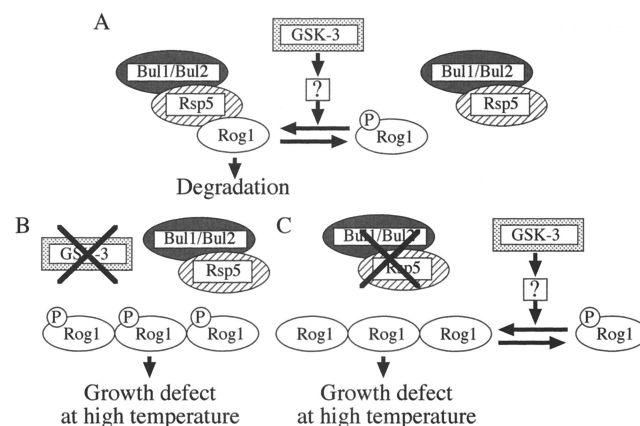 A
GSK-3
Bul1/Bul2
Bul1/Bul2
?
Rsp5
Rsp5
P
Rog1
Rog1
Degradation
B
C
GSK-3
Bul1/Bul2
Bul1/Bul2
GSK-3
Rsp5
Rsp5
?
P
P
P
P
Rog1
Rog1
Rog1
Rog1
Rog1
Rog1
Rog1
Growth defect
at high temperature
Growth defect
at high temperature